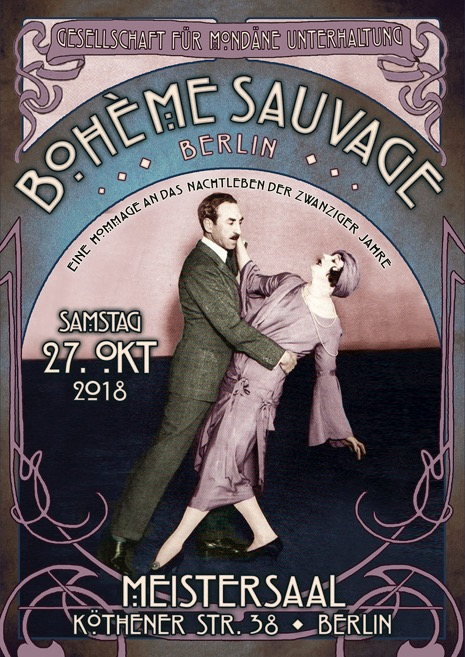 GESELLSCHAFT FÜR MONDÄNE UNTERHALTUNG
BOHÈME SAUVAGE
BERLIN
EINE HOMMAGE AN DAS NACHTLEBEN DER ZWANZIGER JAHRE
SAMSTAG
27. OKT
2018
MEISTERSAAL
KÖTHENER STR. 38 ◆ BERLIN